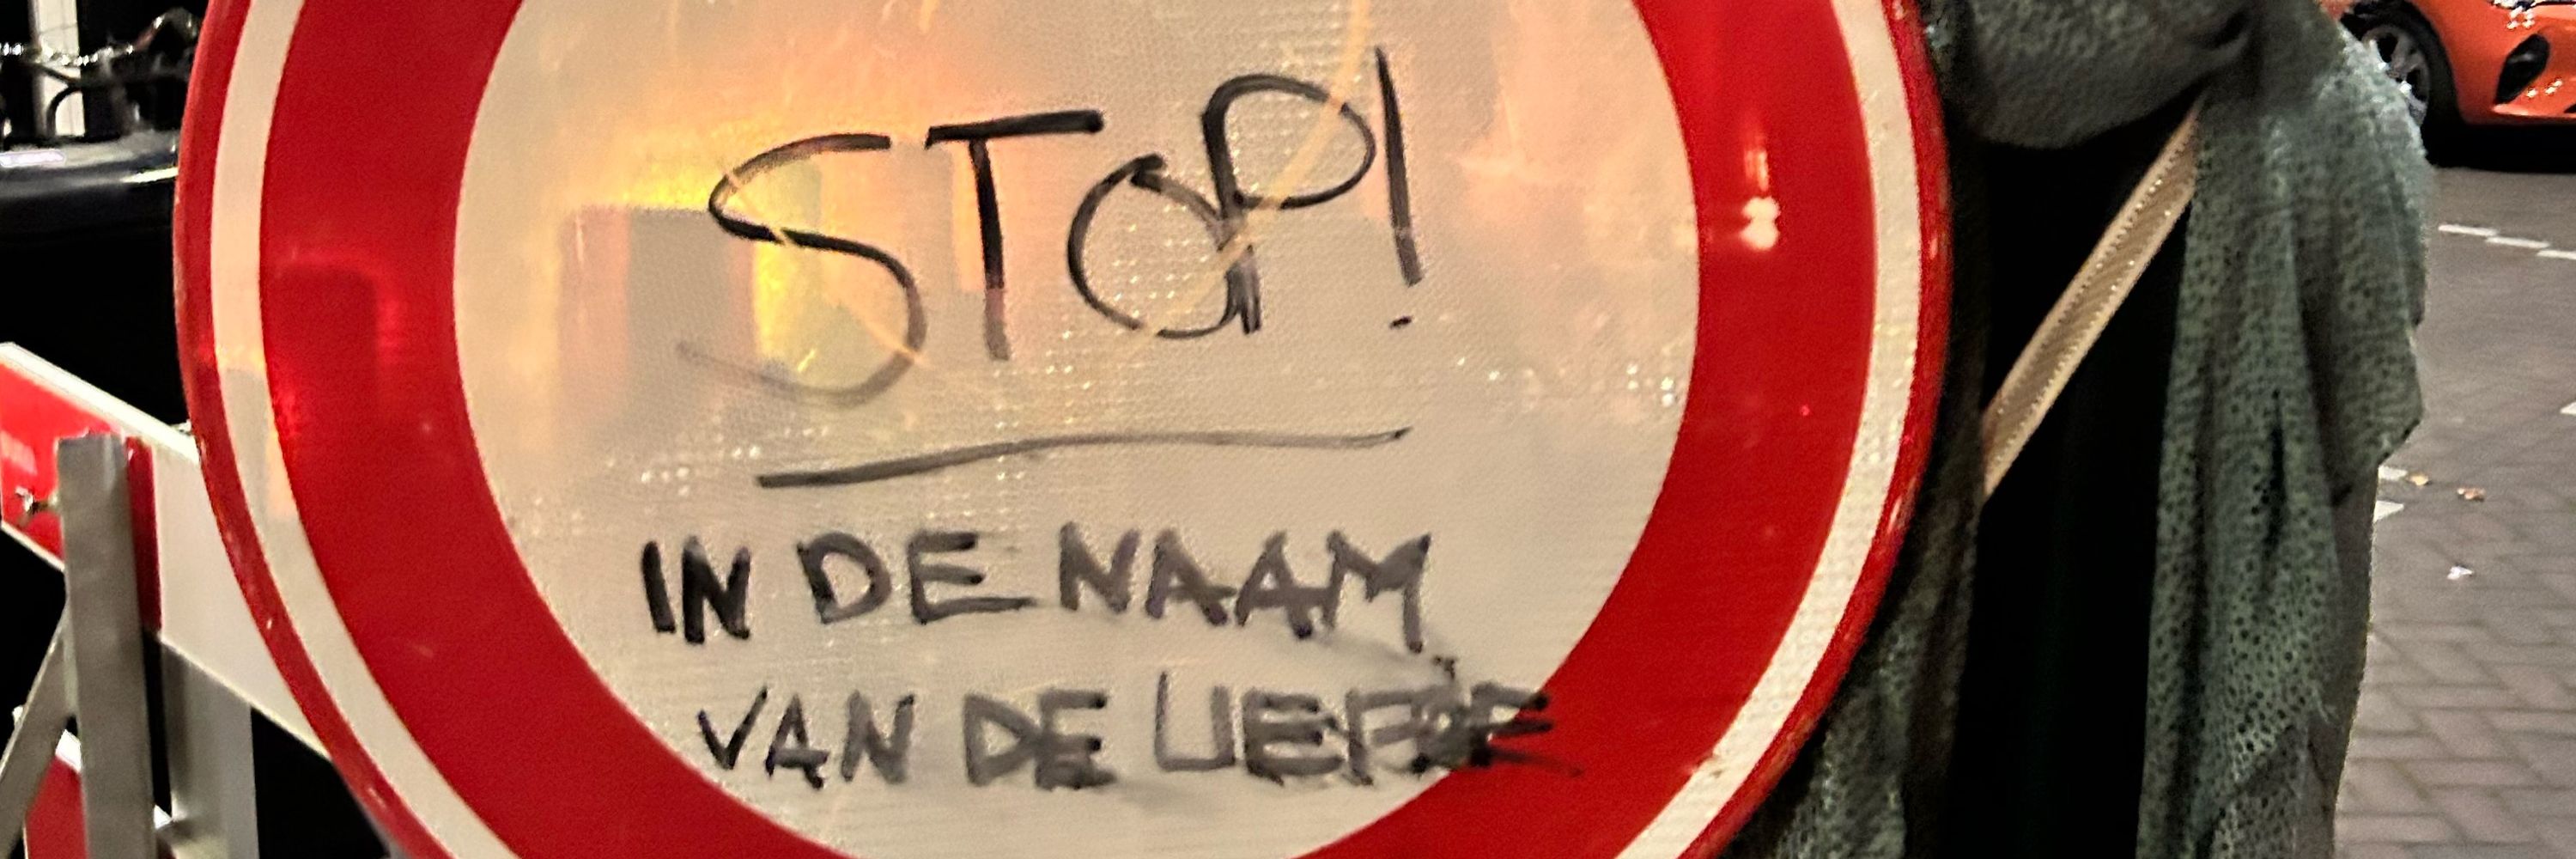 STOP!
IN DE NAAM
VAN DE LIEFDE